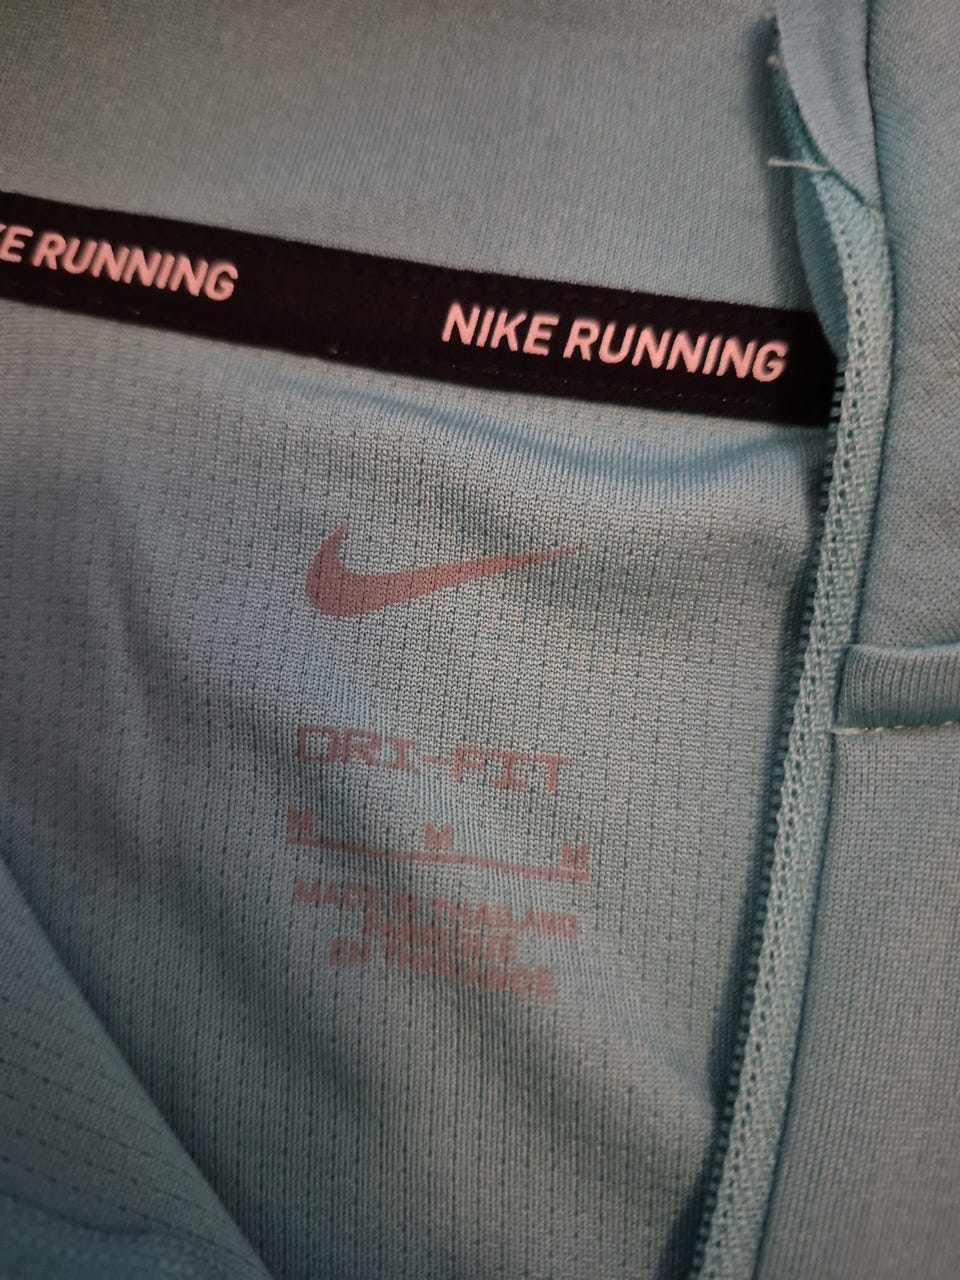 KE RUNNING
NIKE RUNNING
DRI-FIT
M M M
MADE IN THAILAND
FABRIQUÉ
EN THAÏLANDE